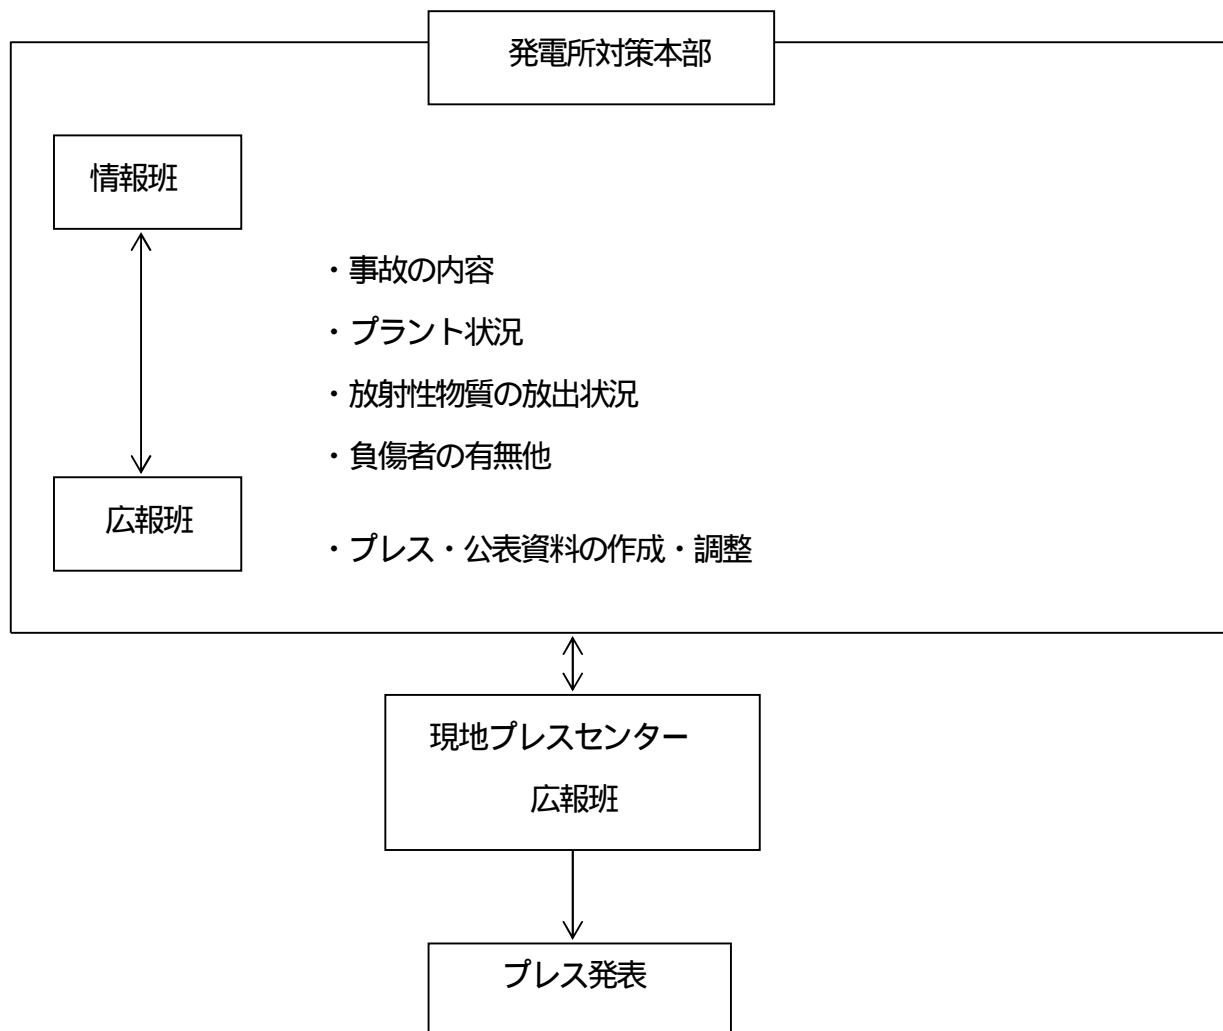 発電所対策本部
情報班
・事故の内容
・プラント状況
・放射性物質の放出状況
・負傷者の有無他
広報班
・プレス・公表資料の作成・調整
現地プレスセンター
広報班
プレス発表